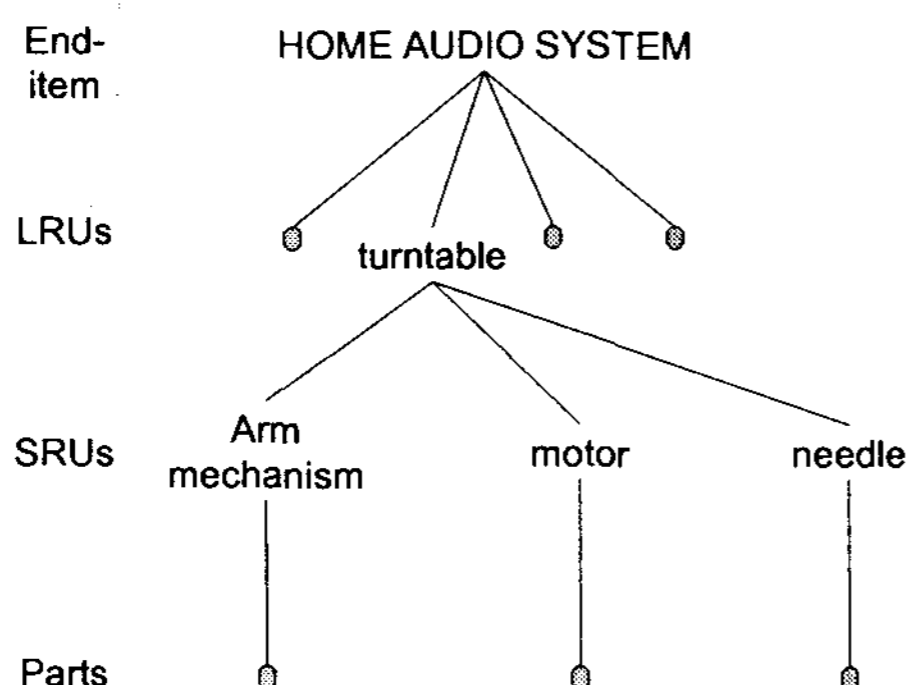 End-
item
HOME AUDIO SYSTEM
LRUs
turntable
SRUs
Arm
mechanism
motor
needle
Parts